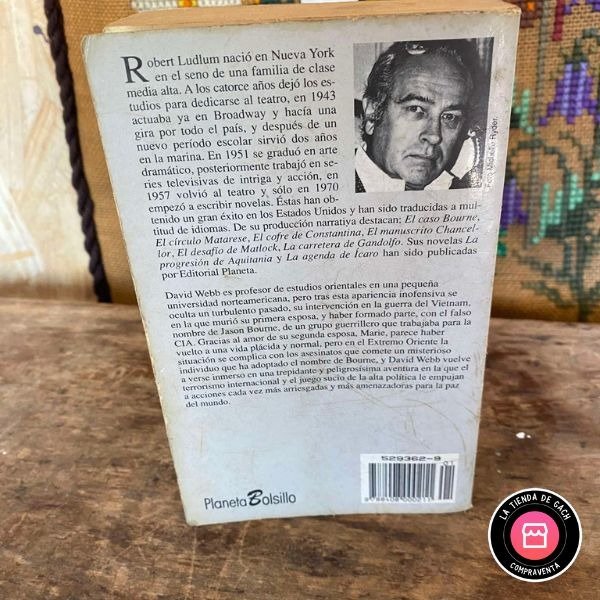 Robert Ludlum nació en Nueva York
en el seno de una familia de clase
media alta. A los catorce años dejó los es-
tudios para dedicarse al teatro, en 1943
actuaba ya en Broadway y hacía una
gira por todo el país, y después de un
nuevo período escolar sirvió dos años
en la marina. En 1951 se graduó en arte
dramático, posteriormente trabajó en se-
ries televisivas de intriga y acción, en
1957 volvió al teatro y sólo en 1970
empezó a escribir novelas. Éstas han ob-
tenido un gran éxito en los Estados Unidos y han sido traducidas a mul-
titud de idiomas. De su producción narrativa destacan; El caso Bourne,
El círculo Matarese, El cofre de Constantina, El manuscrito Chancel-
lor, El desafío de Matlock, La carretera de Gandolfo. Sus novelas La
progresión de Aquitania y La agenda de Ícaro han sido publicadas
por Editorial Planeta.
Foto: Michelle Ryder.
David Webb es profesor de estudios orientales en una pequeña
universidad norteamericana, pero tras esta apariencia inofensiva se
oculta un turbulento pasado, su intervención en la guerra del Vietnam,
en la que murió su primera esposa, y haber formado parte, con el falso
nombre de Jason Bourne, de un grupo guerrillero que trabajaba para la
CIA. Gracias al amor de su segunda esposa, Marie, parece haber
vuelto a una vida plácida y normal, pero en el Extremo Oriente la
situación se complica con los asesinatos que comete un misterioso
individuo que ha adoptado el nombre de Bourne, y David Webb vuelve
a verse inmerso en una trepidante y peligrosísima aventura en la que el
terrorismo internacional y el juego sucio de la alta política le empujan
a acciones cada vez más arriesgadas y más amenazadoras para la paz
del mundo.
529362-9
01
Planeta Bolsillo
LA TIENDA DE GACH
COMPRAVENTA